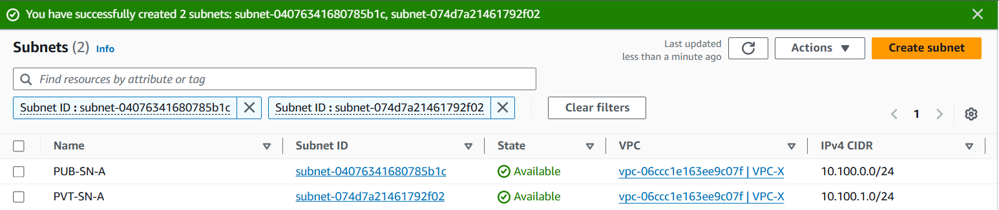 You have successfully created 2 subnets: subnet-04076341680785b1c, subnet-074d7a21461792f02
Subnets (2) Info
Last updated
less than a minute ago
Actions
Create subnet
Find resources by attribute or tag
Subnet ID : subnet-04076341680785b1c
Subnet ID : subnet-074d7a21461792f02
Clear filters
1
Name Subnet ID State VPC IPv4 CIDR
PUB-SN-A subnet-04076341680785b1c Available vpc-06ccc1e163ee9c07f | VPC-X 10.100.0.0/24
PVT-SN-A subnet-074d7a21461792f02 Available vpc-06ccc1e163ee9c07f | VPC-X 10.100.1.0/24